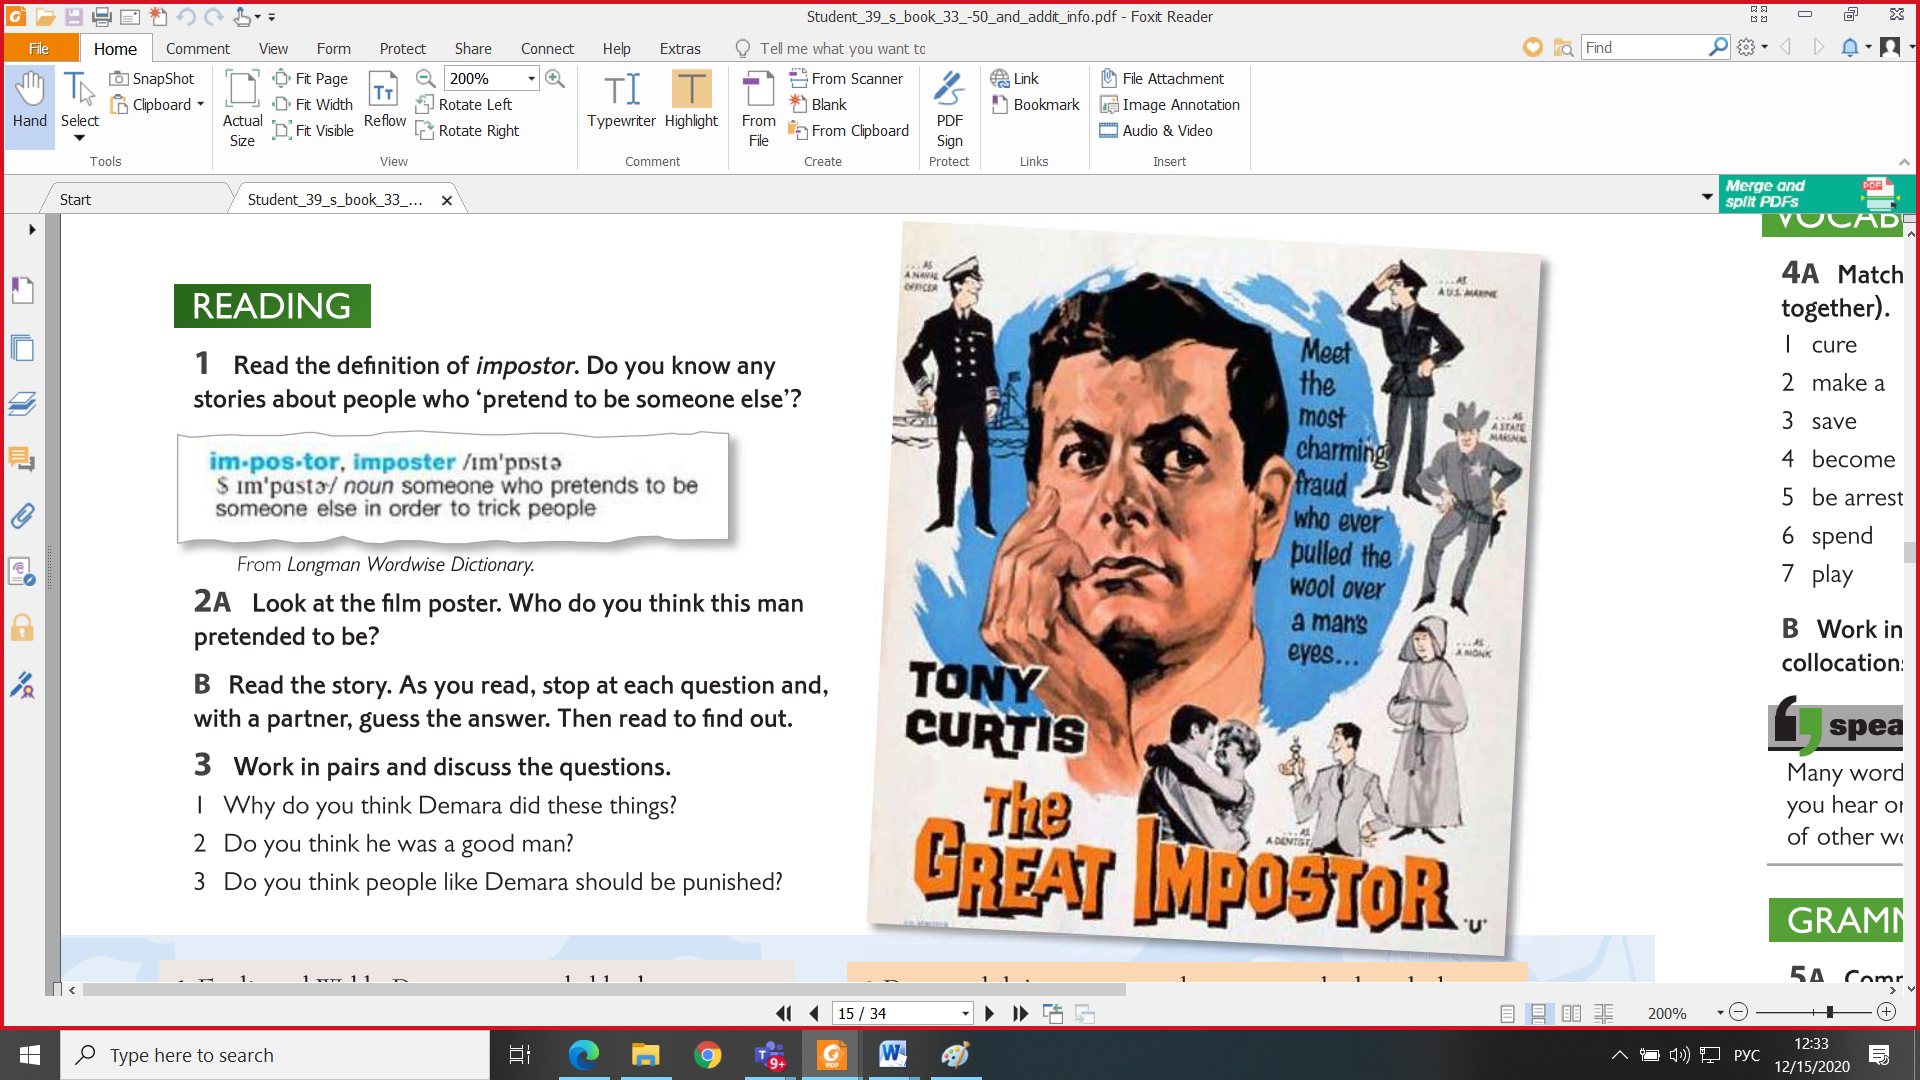 Student_39_s_book_33_-50_and_addit_info.pdf - Foxit Reader
File Home Comment View Form Protect Share Connect Help Extras Tell me what you want to Find
Hand
Select
SnapShot
Clipboard
Tools
Actual
Size
Fit Page
Fit Width
Fit Visible
Reflow
200%
Rotate Left
Rotate Right
View
Typewriter
Highlight
Comment
From
File
From Scanner
Blank
From Clipboard
Create
PDF
Sign
Protect
Link
Bookmark
Links
File Attachment
Image Annotation
Audio & Video
Insert
Start
Student_39_s_book_33_...
Merge and
split PDFs
PDF
READING
1 Read the definition of impostor. Do you know any
stories about people who ‘pretend to be someone else’?
im·pos·tor, imposter /ɪmˈpɒstə
$ ɪmˈpɑstɚ/ noun someone who pretends to be
someone else in order to trick people
From Longman Wordwise Dictionary.
2A Look at the film poster. Who do you think this man
pretended to be?
B Read the story. As you read, stop at each question and,
with a partner, guess the answer. Then read to find out.
3 Work in pairs and discuss the questions.
1 Why do you think Demara did these things?
2 Do you think he was a good man?
3 Do you think people like Demara should be punished?
...AS
A NAVAL
OFFICER
...AS
A U.S. MARINE
Meet
the
most
charming
fraud
who ever
pulled the
wool over
a man's
eyes...
...AS
A STATE
MARSHAL
...AS
A MONK
TONY
CURTIS
...AS
A DENTIST
The
GREAT IMPOSTOR
"U"
VOCAB
4A Match
together).
1 cure
2 make a
3 save
4 become
5 be arrest
6 spend
7 play
B Work in
collocation
spea
Many word
you hear or
of other wo
GRAMM
5A Com
15 / 34
200%
Type here to search
9+
PDF
РУС
12:33
12/15/2020